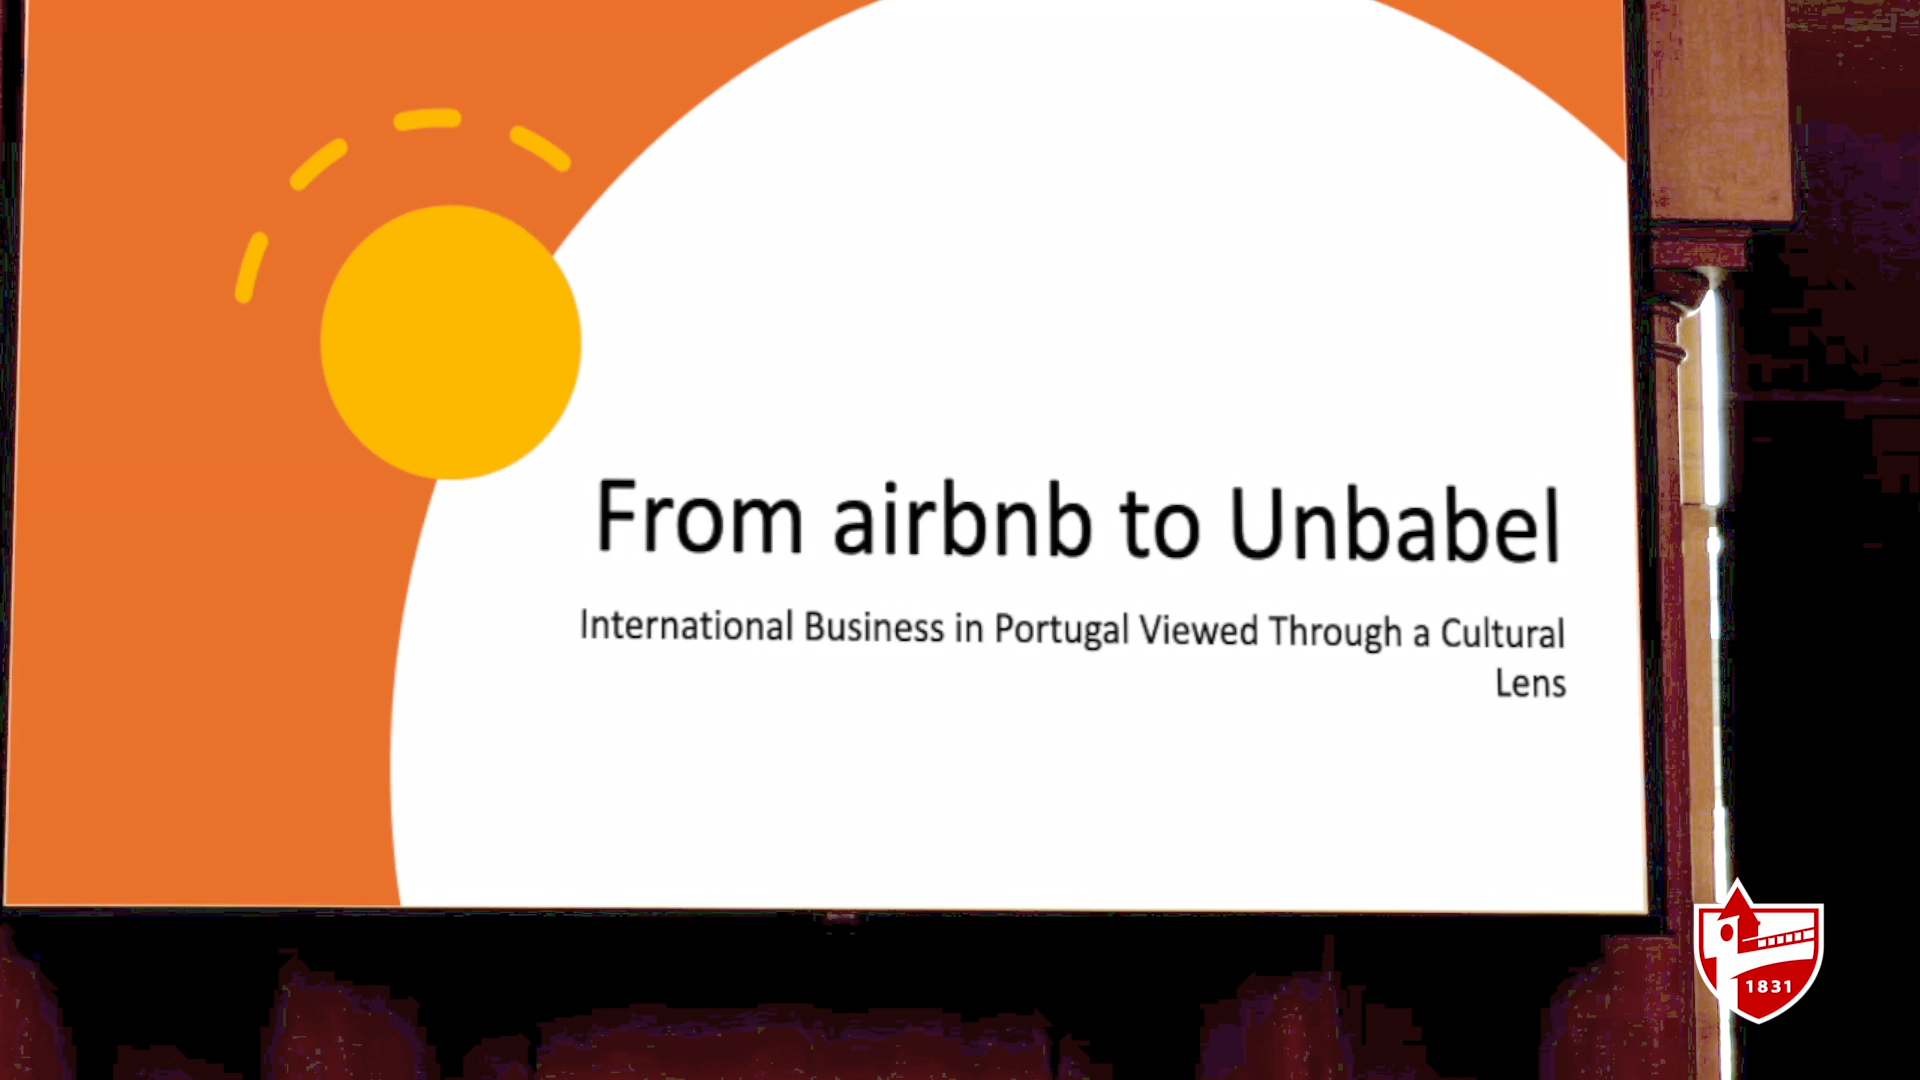 From airbnb to Unbabel
International Business in Portugal Viewed Through a Cultural
Lens
1831